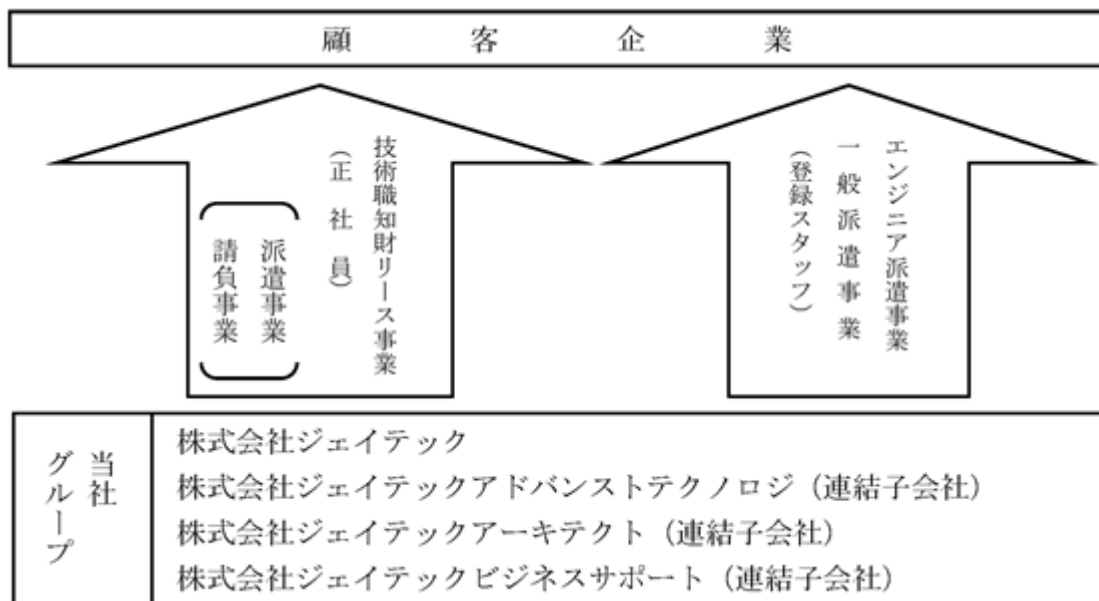 顧客企業
技術職知財リース事業
(正社員)
派遣事業
請負事業
エンジニア派遣事業
一般派遣事業
(登録スタッフ)
当社
グループ
株式会社ジェイテック
株式会社ジェイテックアドバンストテクノロジ(連結子会社)
株式会社ジェイテックアーキテクト(連結子会社)
株式会社ジェイテックビジネスサポート(連結子会社)